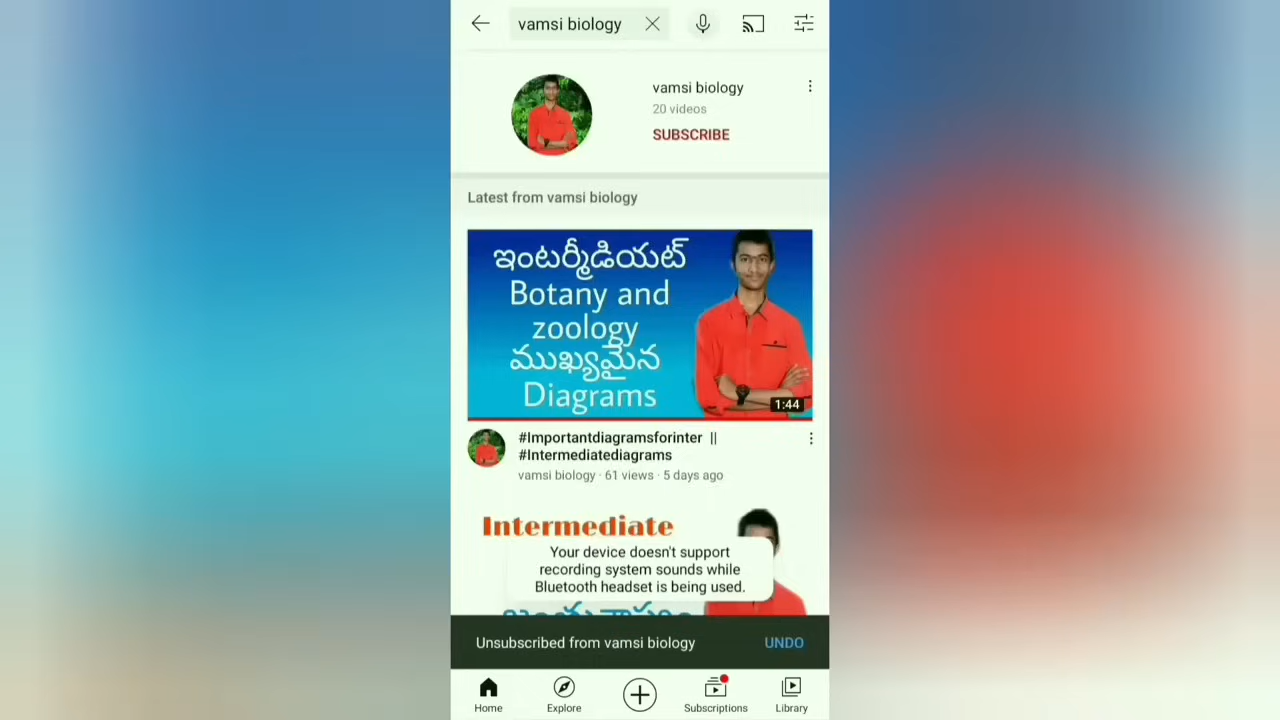 vamsi biology
vamsi biology
20 videos
SUBSCRIBE
Latest from vamsi biology
ఇంటర్మీడియట్
Botany and
zoology
ముఖ్యమైన
Diagrams
1:44
#Importantdiagramsforinter ||
#Intermediatediagrams
vamsi biology · 61 views · 5 days ago
Intermediate
Your device doesn't support
recording system sounds while
Bluetooth headset is being used.
Unsubscribed from vamsi biology UNDO
Home Explore Subscriptions Library